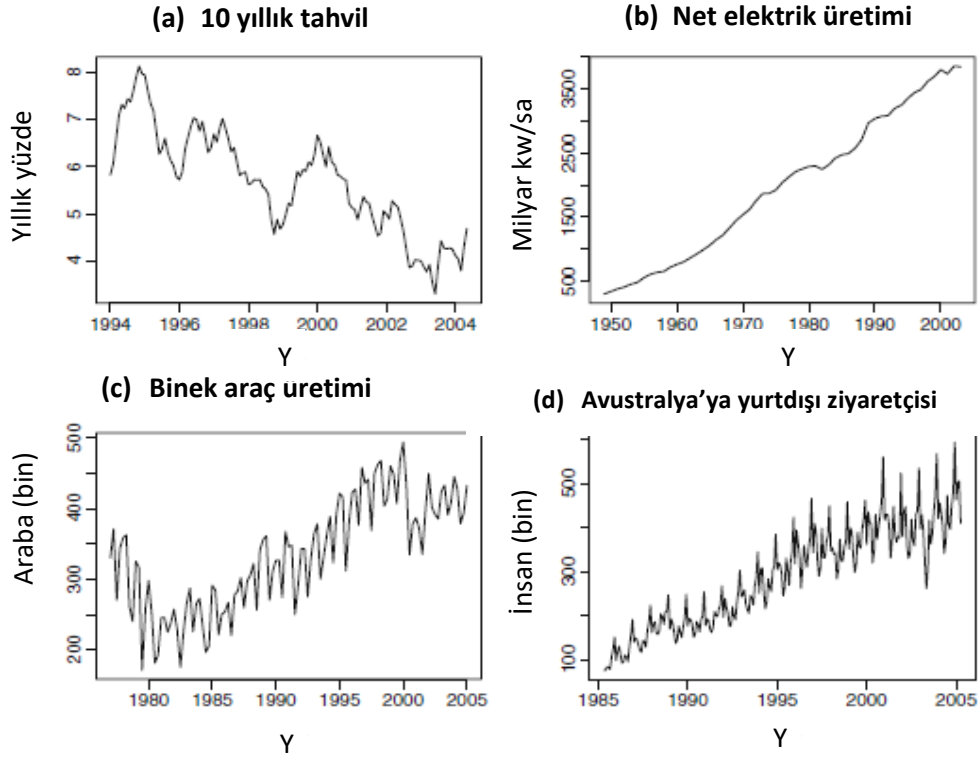 (a) 10 yıllık tahvil
Yıllık yüzde
8
7
6
5
4
1994 1996 1998 2000 2002 2004
Y
(b) Net elektrik üretimi
Milyar kw/sa
3500
2500
1500
500
1950 1960 1970 1980 1990 2000
Y
(c) Binek araç üretimi
Araba (bin)
500
400
300
200
1980 1985 1990 1995 2000 2005
Y
(d) Avustralya’ya yurtdışı ziyaretçisi
İnsan (bin)
500
300
100
1985 1990 1995 2000 2005
Y